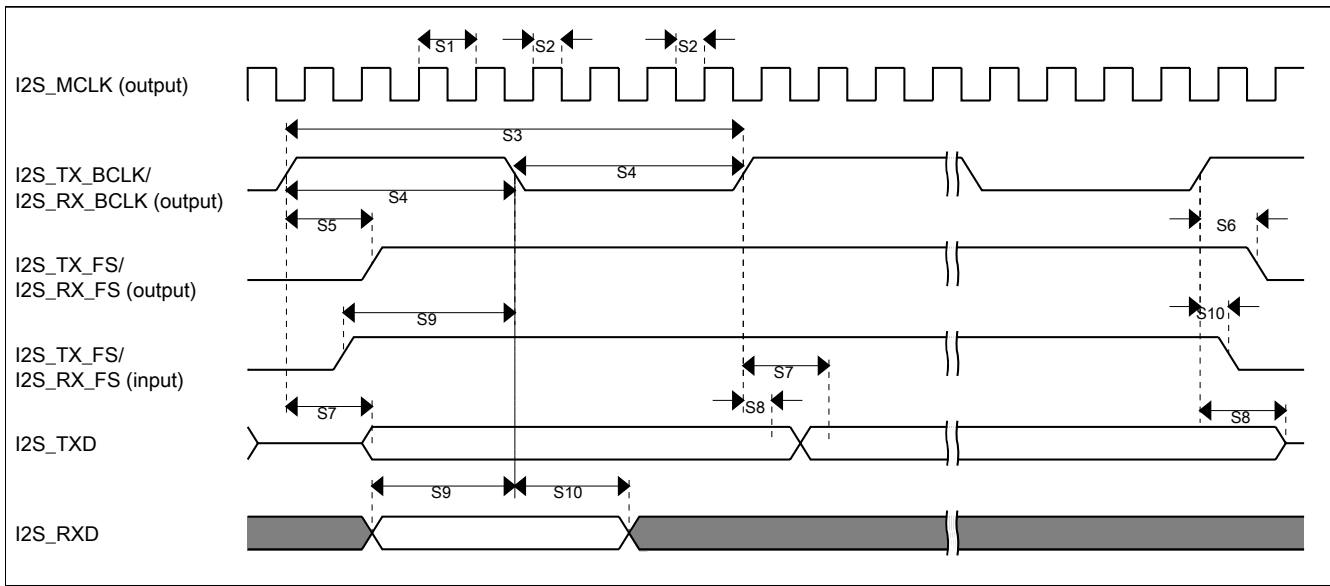 S1
S2
S2
I2S_MCLK (output)
S3
S4
I2S_TX_BCLK/
I2S_RX_BCLK (output)
S4
S5
S6
I2S_TX_FS/
I2S_RX_FS (output)
S9
S10
I2S_TX_FS/
I2S_RX_FS (input)
S7
S7
S8
S8
I2S_TXD
S9
S10
I2S_RXD